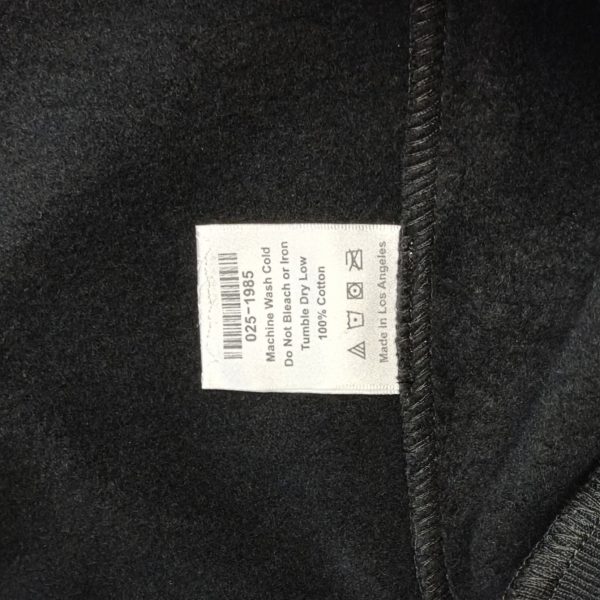 025-1985
Machine Wash Cold
Do Not Bleach or Iron
Tumble Dry Low
100% Cotton
Made in Los Angeles